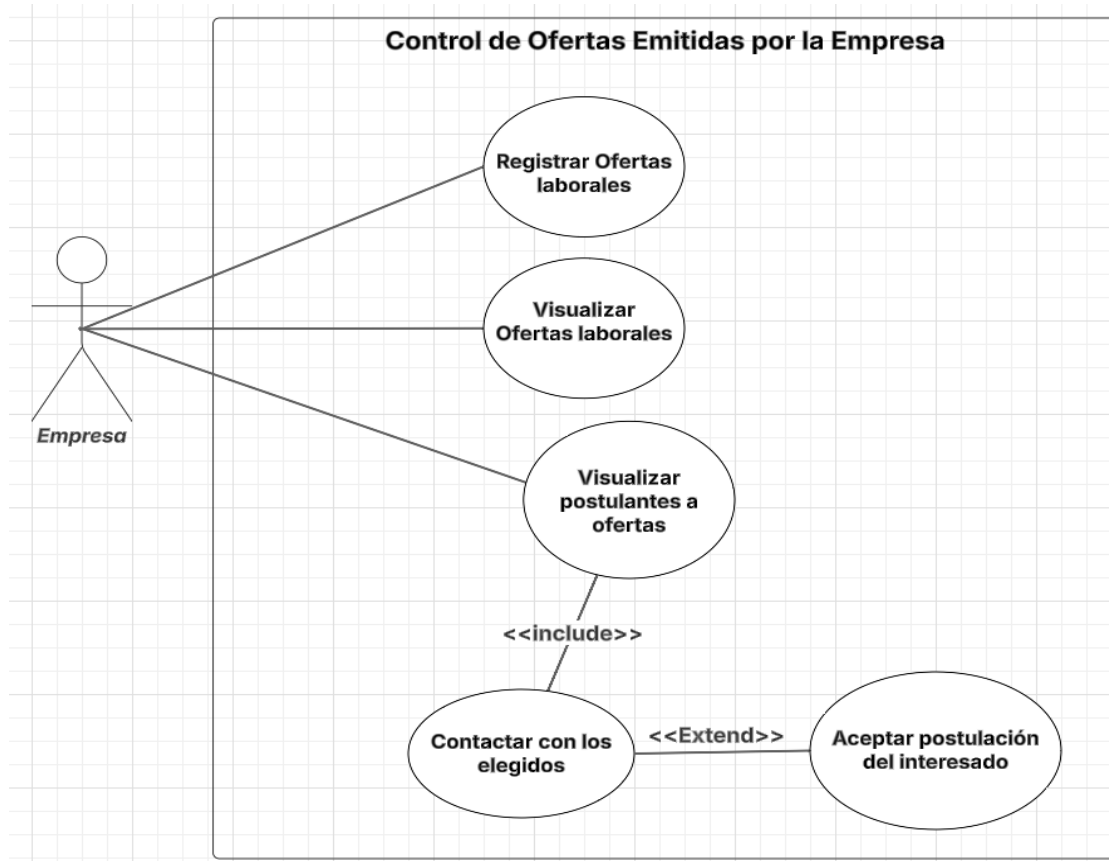 Control de Ofertas Emitidas por la Empresa
Registrar Ofertas
laborales
Visualizar
Ofertas laborales
Empresa
Visualizar
postulantes a
ofertas
<<include>>
Contactar con los
elegidos
<<Extend>>
Aceptar postulación
del interesado